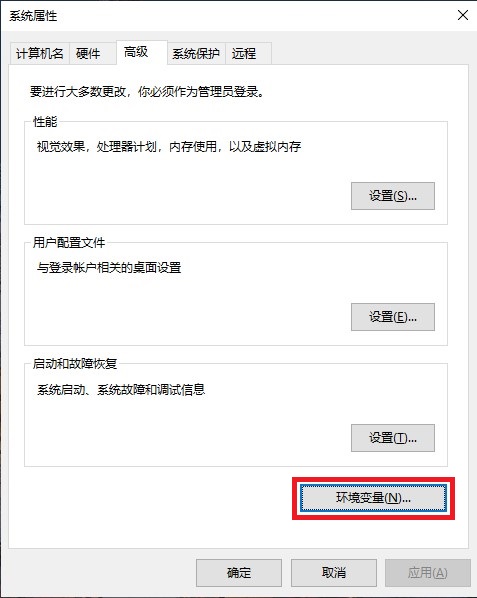 系统属性
计算机名 硬件 高级 系统保护 远程
要进行大多数更改，你必须作为管理员登录。
性能
视觉效果，处理器计划，内存使用，以及虚拟内存
设置(S)...
用户配置文件
与登录帐户相关的桌面设置
设置(E)...
启动和故障恢复
系统启动、系统故障和调试信息
设置(T)...
环境变量(N)...
确定 取消 应用(A)